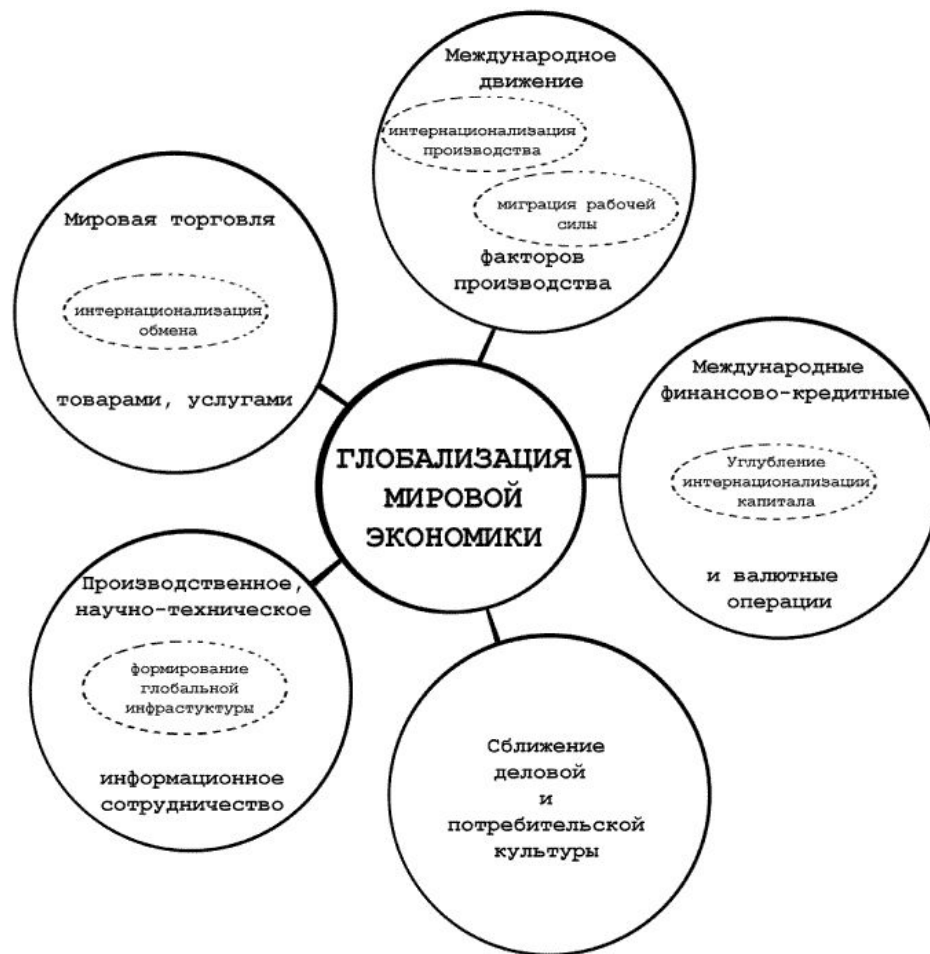 Международное
движение
интернационализация
производства
миграция рабочей
силы
факторов
производства
Мировая торговля
интернационализация
обмена
товарами, услугами
Международные
финансово-кредитные
Углубление
интернационализации
капитала
и валютные
операции
ГЛОБАЛИЗАЦИЯ
МИРОВОЙ
ЭКОНОМИКИ
Производственное,
научно-техническое
формирование
глобальной
инфрастуктуры
информационное
сотрудничество
Сближение
деловой
и
потребительской
культуры